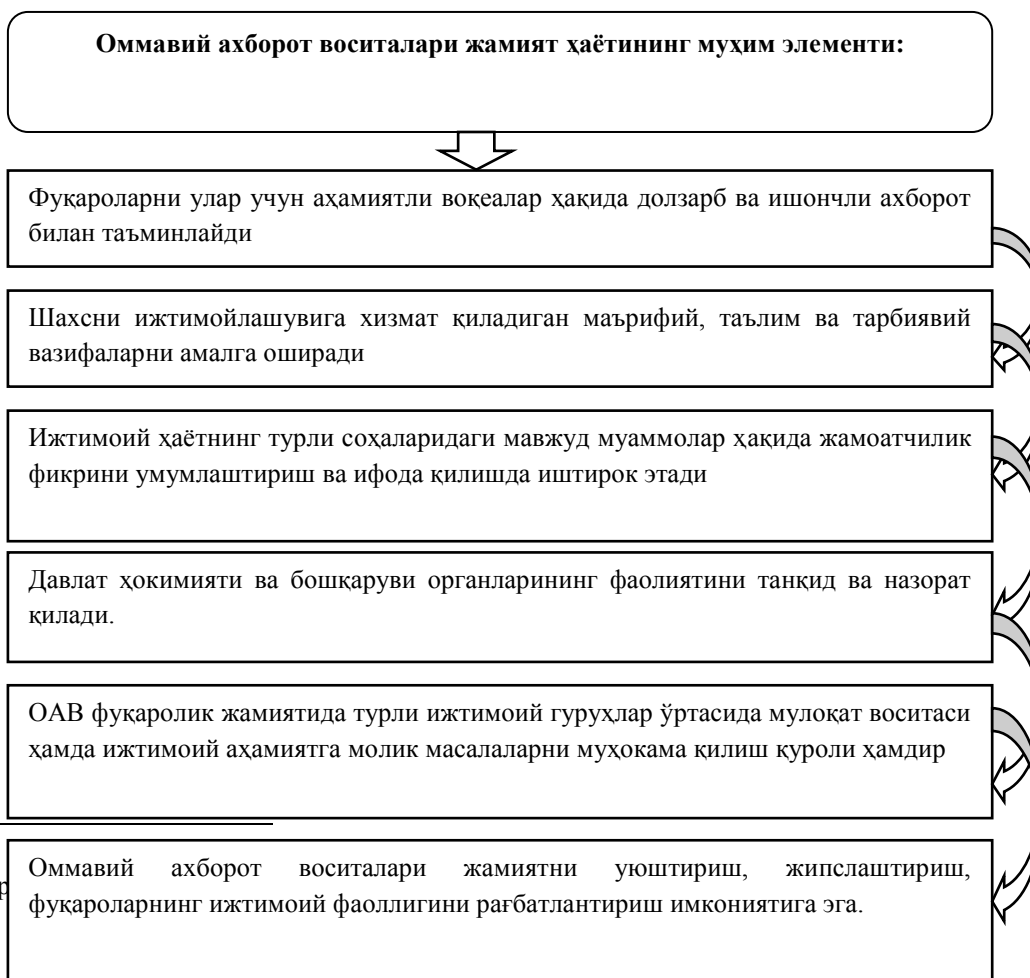 Оммавий ахборот воситалари жамият ҳаётининг муҳим элементи:
Фуқароларни улар учун аҳамиятли воқеалар ҳақида долзарб ва ишончли ахборот
билан таъминлайди
Шахсни ижтимойлашувига хизмат қиладиган маърифий, таълим ва тарбиявий
вазифаларни амалга оширади
Ижтимоий ҳаётнинг турли соҳаларидаги мавжуд муаммолар ҳақида жамоатчилик
фикрини умумлаштириш ва ифода қилишда иштирок этади
Давлат ҳокимияти ва бошқаруви органларининг фаолиятини танқид ва назорат
қилади.
ОАВ фуқаролик жамиятида турли ижтимоий гуруҳлар ўртасида мулоқат воситаси
ҳамда ижтимоий аҳамиятга молик масалаларни муҳокама қилиш қуроли ҳамдир
Оммавий ахборот воситалари жамиятни уюштириш, жипслаштириш,
фуқароларнинг ижтимоий фаоллигини рағбатлантириш имкониятига эга.